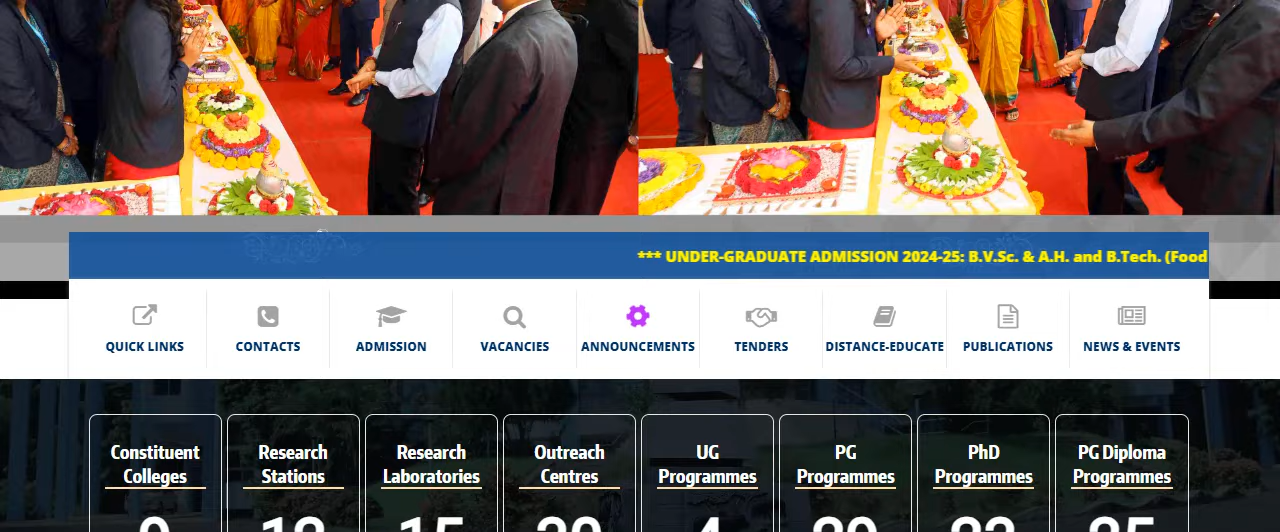 *** UNDER-GRADUATE ADMISSION 2024-25: B.V.Sc. & A.H. and B.Tech. (Food
QUICK LINKS
CONTACTS
ADMISSION
VACANCIES
ANNOUNCEMENTS
TENDERS
DISTANCE-EDUCATE
PUBLICATIONS
NEWS & EVENTS
Constituent
Colleges
Research
Stations
Research
Laboratories
Outreach
Centres
UG
Programmes
PG
Programmes
PhD
Programmes
PG Diploma
Programmes